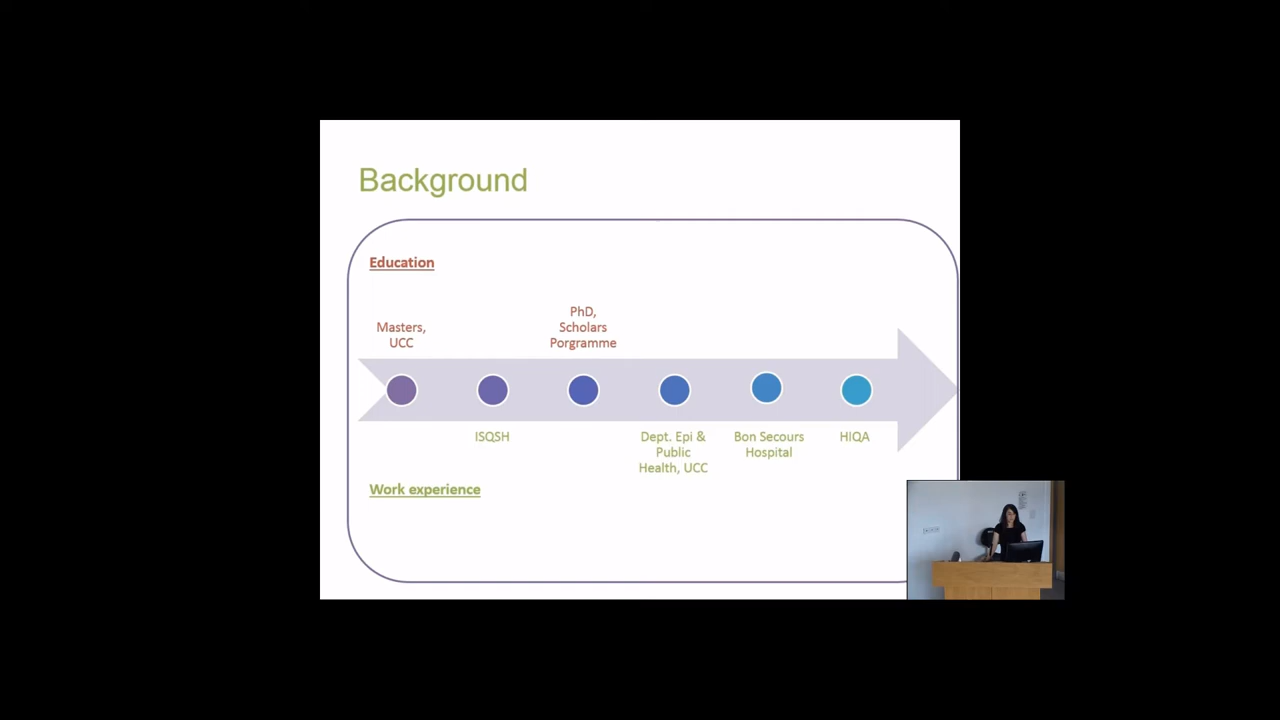 Background
Education
Masters,
UCC
PhD,
Scholars
Porgramme
ISQSH
Dept. Epi &
Public
Health, UCC
Bon Secours
Hospital
HIQA
Work experience